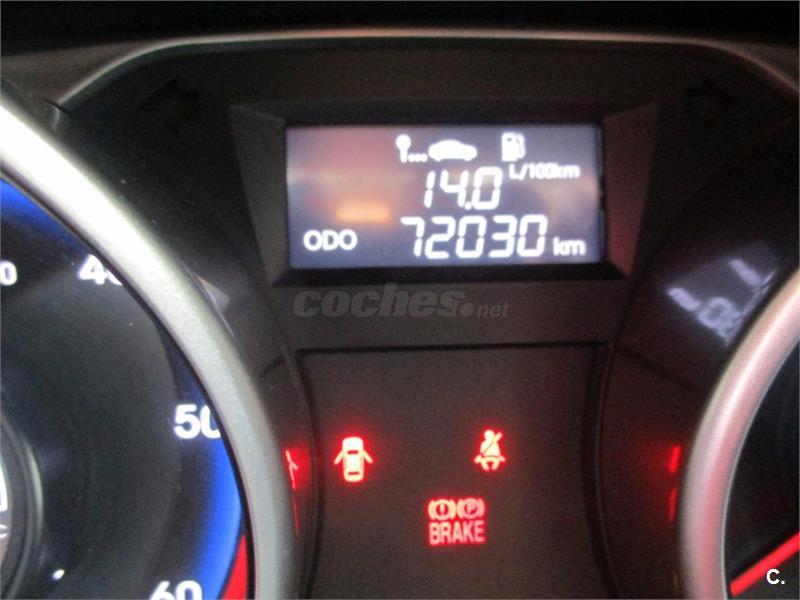 L/100km
14.0
ODO 72030 km
coches.net
40
50
60
BRAKE
P
C
C.